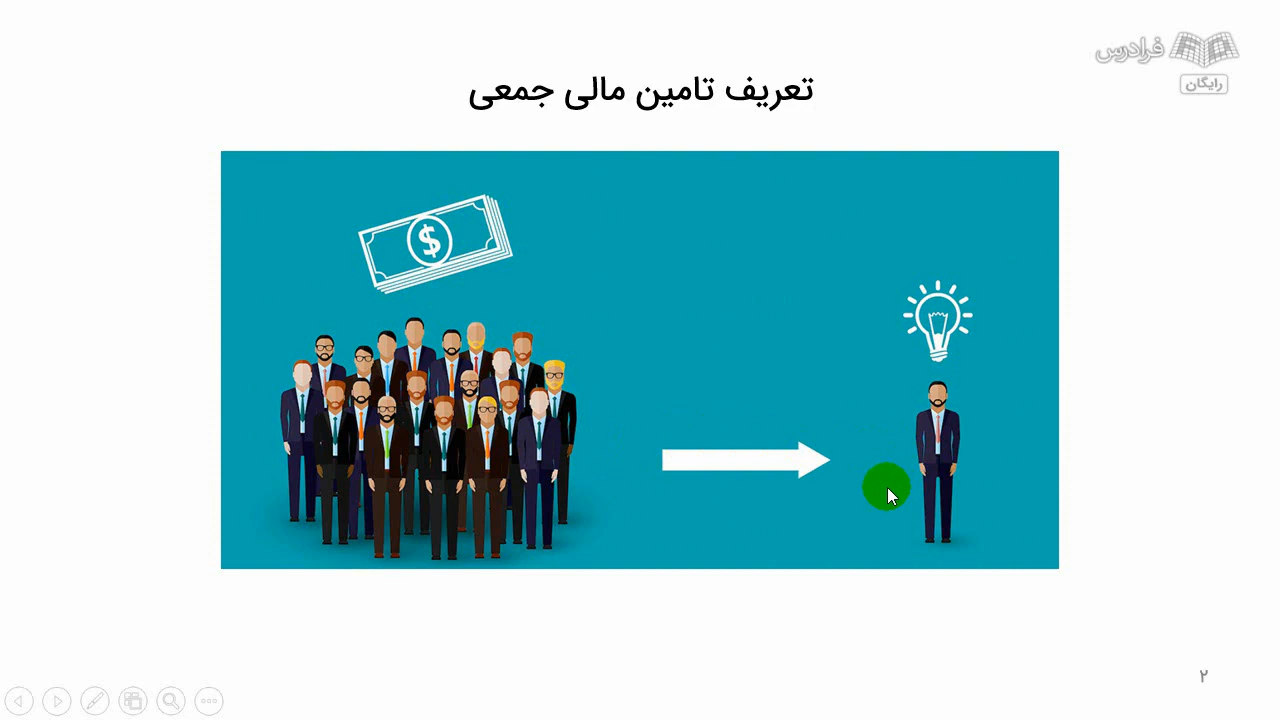 فرادرس
رایگان
تعریف تامین مالی جمعی
$
۲